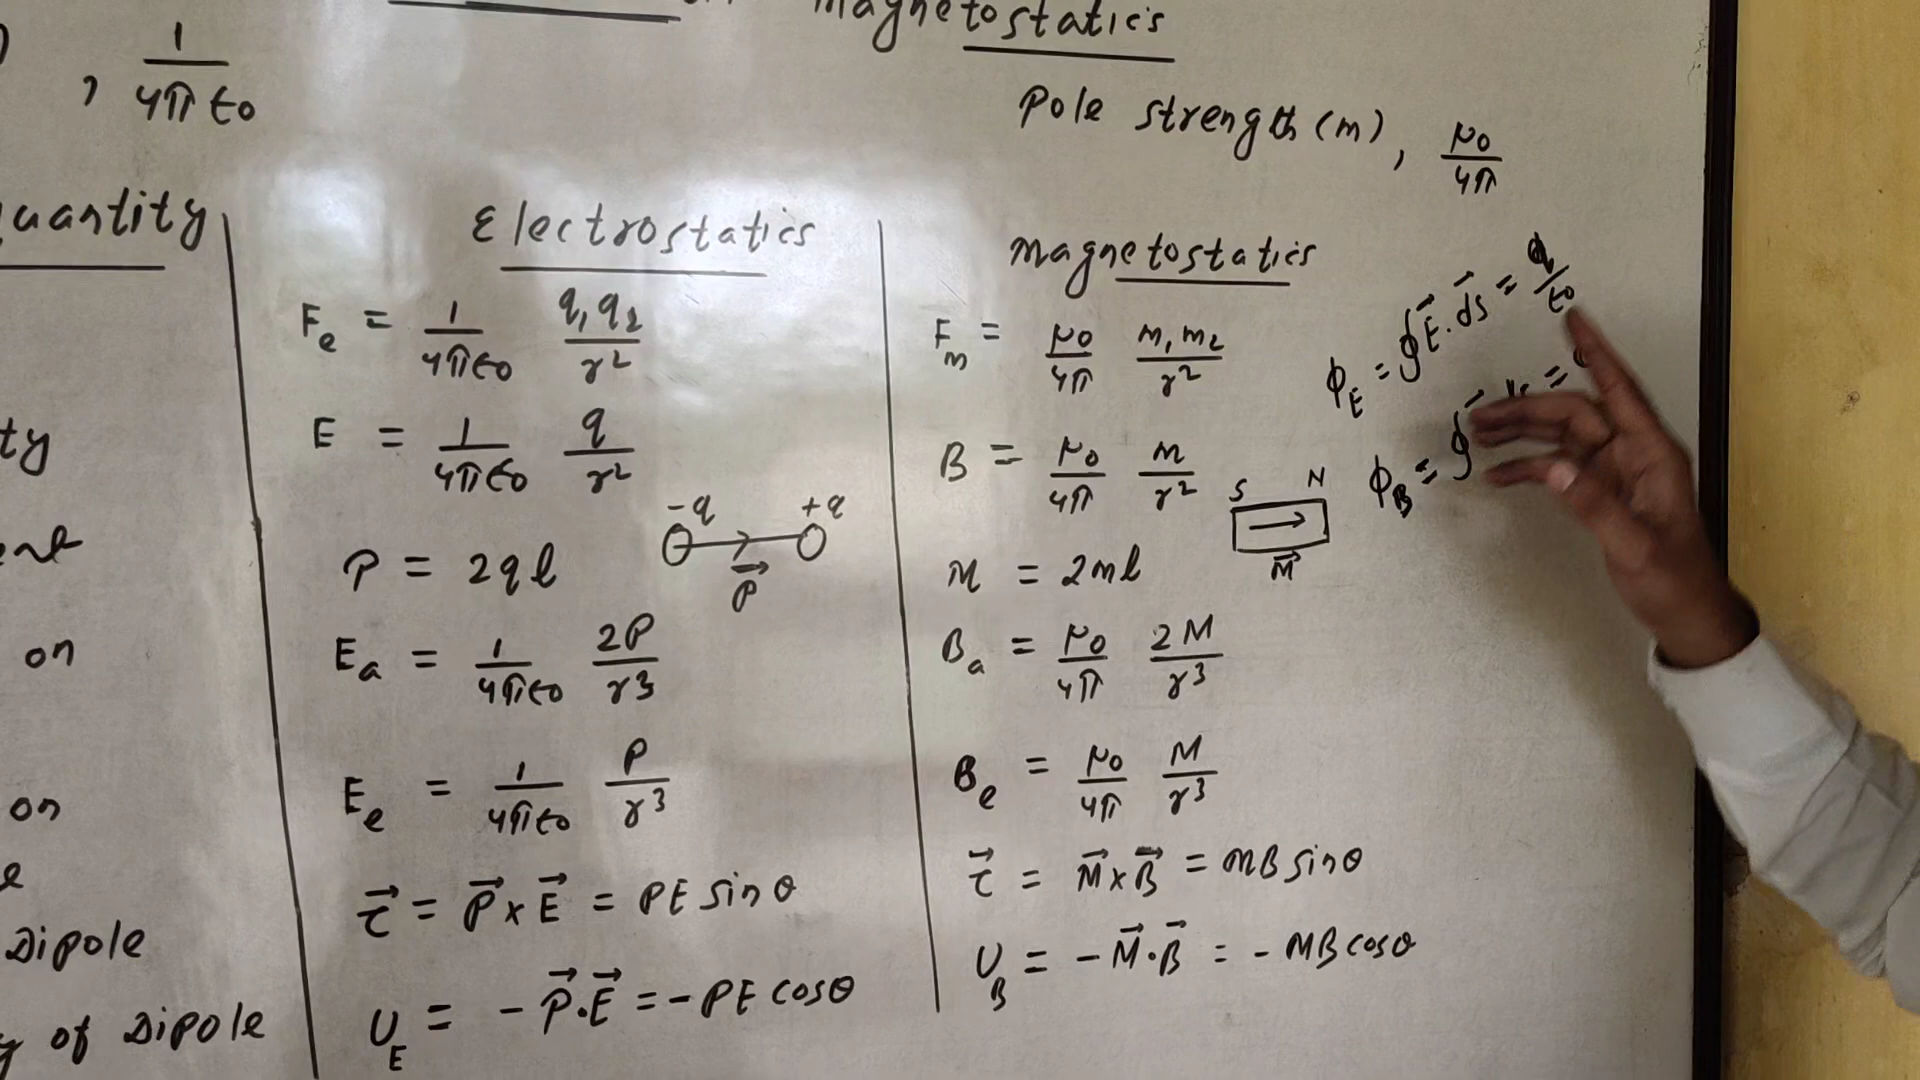 magnetostatics
, 1/4π ε0
Pole strength (m), μ0/4π
quantity
Electrostatics
magnetostatics
Fe = 1/4πε0 q1q2/r²
Fm = μ0/4π m1m2/r²
ϕE = ∮E⃗.ds⃗ = q/ε0
E = 1/4πε0 q/r²
B = μ0/4π m/r²
ϕB = ∮ =
ty
-q +q
P⃗
S N
M⃗
P = 2ql
M = 2ml
on
Ea = 1/4πε0 2P/r³
Ba = μ0/4π 2M/r³
on
Ee = 1/4πε0 P/r³
Be = μ0/4π M/r³
e
τ⃗ = P⃗ x E⃗ = PE sinθ
τ⃗ = M⃗ x B⃗ = MB sinθ
Dipole
UE = - P⃗.E⃗ = - PE cosθ
UB = - M⃗.B⃗ = - MB cosθ
y of Dipole